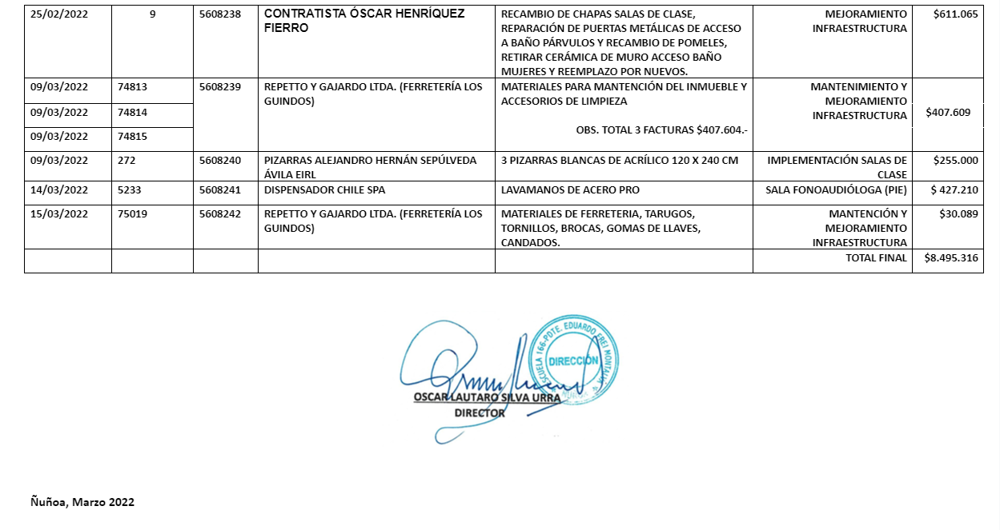 25/02/2022 9 5608238 CONTRATISTA ÓSCAR HENRÍQUEZ FIERRO RECAMBIO DE CHAPAS SALAS DE CLASE, MEJORAMIENTO $611.065
REPARACIÓN DE PUERTAS METÁLICAS DE ACCESO INFRAESTRUCTURA
A BAÑO PÁRVULOS Y RECAMBIO DE POMELES,
RETIRAR CERÁMICA DE MURO ACCESO BAÑO
MUJERES Y REEMPLAZO POR NUEVOS.
09/03/2022 74813 5608239 REPETTO Y GAJARDO LTDA. (FERRETERÍA LOS MATERIALES PARA MANTENCIÓN DEL INMUEBLE Y MANTENIMIENTO Y
GUINDOS) ACCESORIOS DE LIMPIEZA MEJORAMIENTO
09/03/2022 74814 INFRAESTRUCTURA $407.609
OBS. TOTAL 3 FACTURAS $407.604.-
09/03/2022 74815
09/03/2022 272 5608240 PIZARRAS ALEJANDRO HERNÁN SEPÚLVEDA 3 PIZARRAS BLANCAS DE ACRÍLICO 120 X 240 CM IMPLEMENTACIÓN SALAS DE $255.000
ÁVILA EIRL CLASE
14/03/2022 5233 5608241 DISPENSADOR CHILE SPA LAVAMANOS DE ACERO PRO SALA FONOAUDIÓLOGA (PIE) $ 427.210
15/03/2022 75019 5608242 REPETTO Y GAJARDO LTDA. (FERRETERÍA LOS MATERIALES DE FERRETERIA, TARUGOS, MANTENCIÓN Y $30.089
GUINDOS) TORNILLOS, BROCAS, GOMAS DE LLAVES, MEJORAMIENTO
CANDADOS. INFRAESTRUCTURA
TOTAL FINAL $8.495.316
ESCUELA 166-PDTE. EDUARDO FREI MONTALVA
DIRECCIÓN
ÑUÑOA
OSCAR LAUTARO SILVA URRA
DIRECTOR
Ñuñoa, Marzo 2022